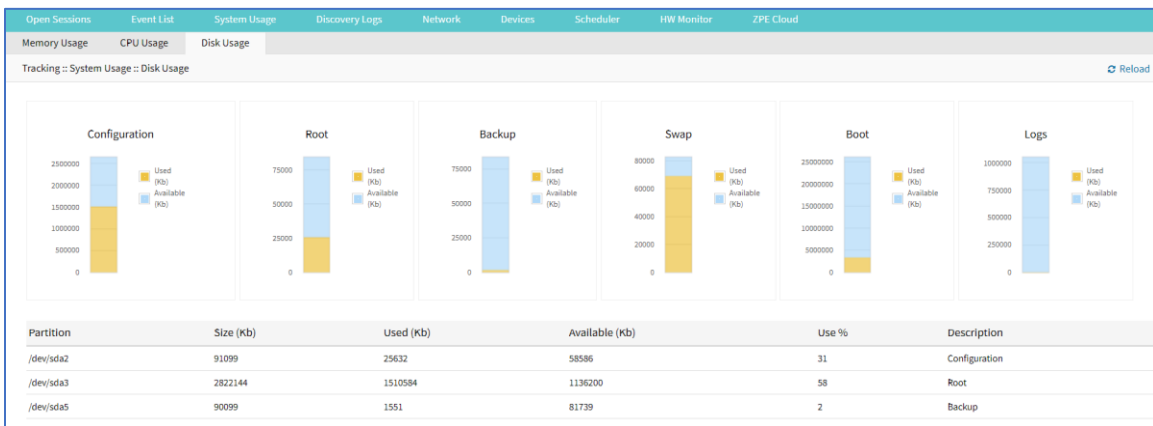 Open Sessions Event List System Usage Discovery Logs Network Devices Scheduler HW Monitor ZPE Cloud
Memory Usage CPU Usage Disk Usage
Tracking :: System Usage :: Disk Usage Reload
Configuration
2500000
2000000
1500000
1000000
500000
0
Used
(Kb)
Available
(Kb)
Root
75000
50000
25000
0
Used
(Kb)
Available
(Kb)
Backup
75000
50000
25000
0
Used
(Kb)
Available
(Kb)
Swap
80000
60000
40000
20000
0
Used
(Kb)
Available
(Kb)
Boot
25000000
20000000
15000000
10000000
5000000
0
Used
(Kb)
Available
(Kb)
Logs
1000000
750000
500000
250000
0
Used
(Kb)
Available
(Kb)
Partition Size (Kb) Used (Kb) Available (Kb) Use % Description
/dev/sda2 91099 25632 58586 31 Configuration
/dev/sda3 2822144 1510584 1136200 58 Root
/dev/sda5 90099 1551 81739 2 Backup